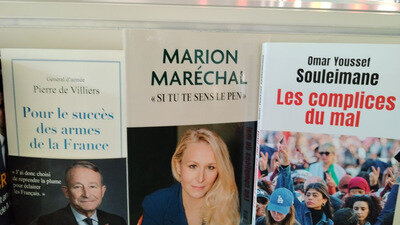 Général d'armée
Pierre de Villiers
Pour le succès
des armes
de la France
« J'ai donc choisi
de reprendre la plume
pour éclairer
les Français. »
MARION
MARÉCHAL
« SI TU TE SENS LE PEN »
Omar Youssef
Souleimane
Les complices
du mal